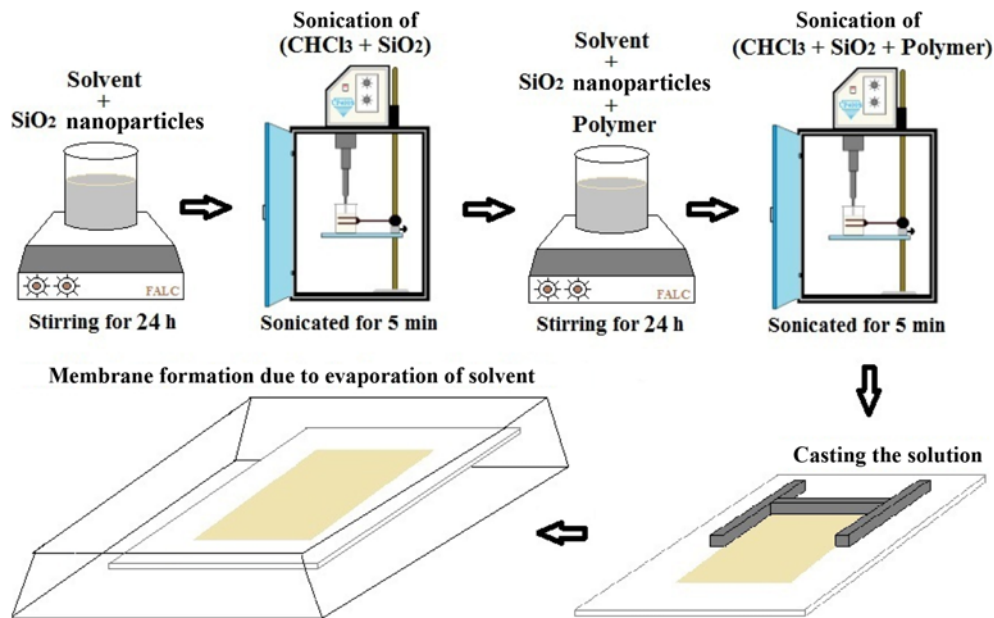 Solvent
+
SiO2 nanoparticles
FALC
Stirring for 24 h
Sonication of
(CHCl3 + SiO2)
Sonicated for 5 min
Solvent
+
SiO2 nanoparticles
+
Polymer
FALC
Stirring for 24 h
Sonication of
(CHCl3 + SiO2 + Polymer)
Sonicated for 5 min
Casting the solution
Membrane formation due to evaporation of solvent